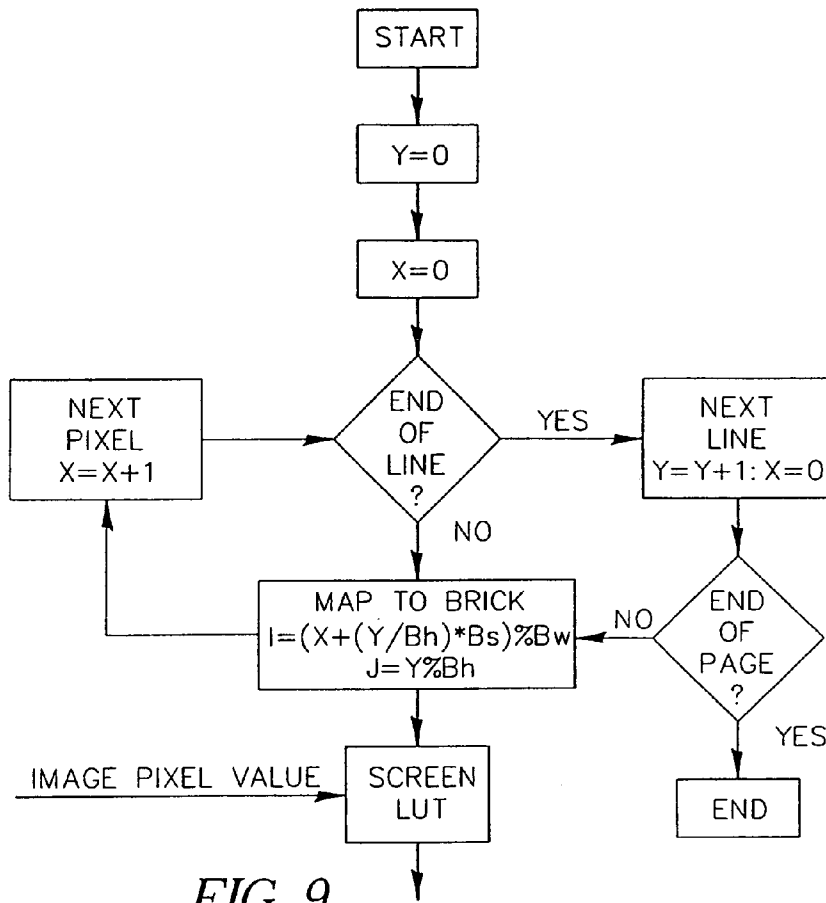 START
Y=0
X=0
NEXT
PIXEL
X=X+1
END
OF
LINE
?
YES
NEXT
LINE
Y=Y+1:X=0
NO
MAP TO BRICK
I=(X+(Y/Bh)*Bs)%Bw
J=Y%Bh
NO
END
OF
PAGE
?
YES
END
IMAGE PIXEL VALUE
SCREEN
LUT
FIG. 9